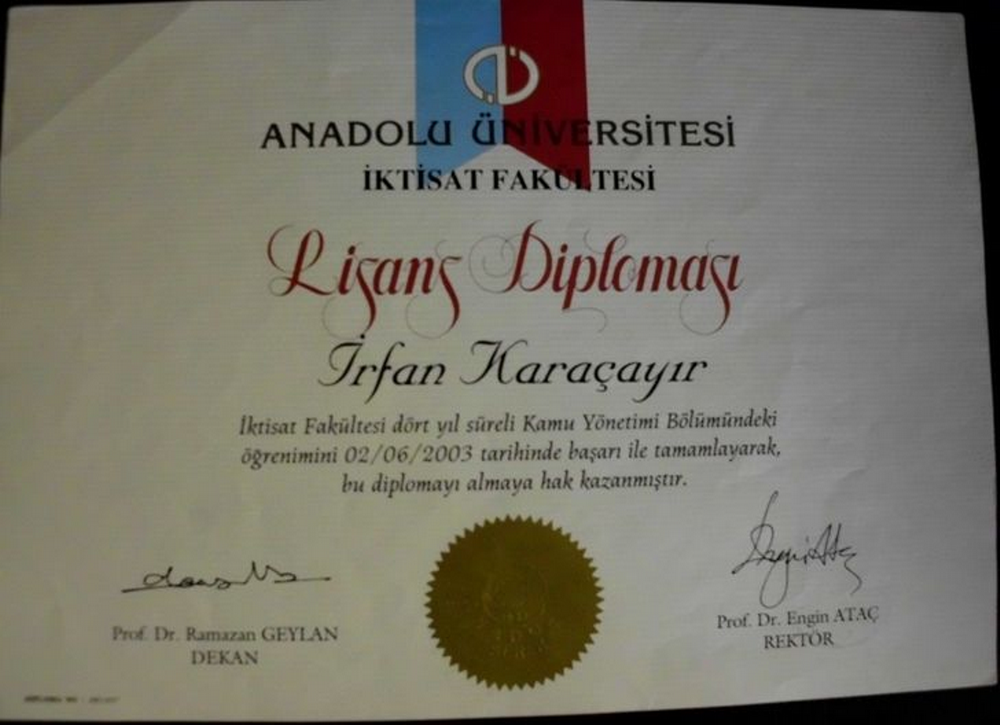 ANADOLU ÜNİVERSİTESİ
İKTİSAT FAKÜLTESİ
Lisans Diploması
İrfan Karaçayır
İktisat Fakültesi dört yıl süreli Kamu Yönetimi Bölümündeki
öğrenimini 02/06/2003 tarihinde başarı ile tamamlayarak,
bu diplomayı almaya hak kazanmıştır.
Prof. Dr. Ramazan GEYLAN
DEKAN
Prof. Dr. Engin ATAÇ
REKTÖR